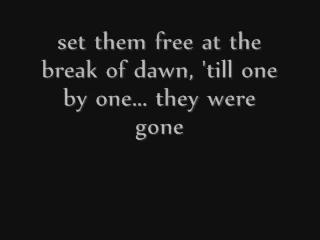 set them free at the
break of dawn, 'till one
by one... they were
gone